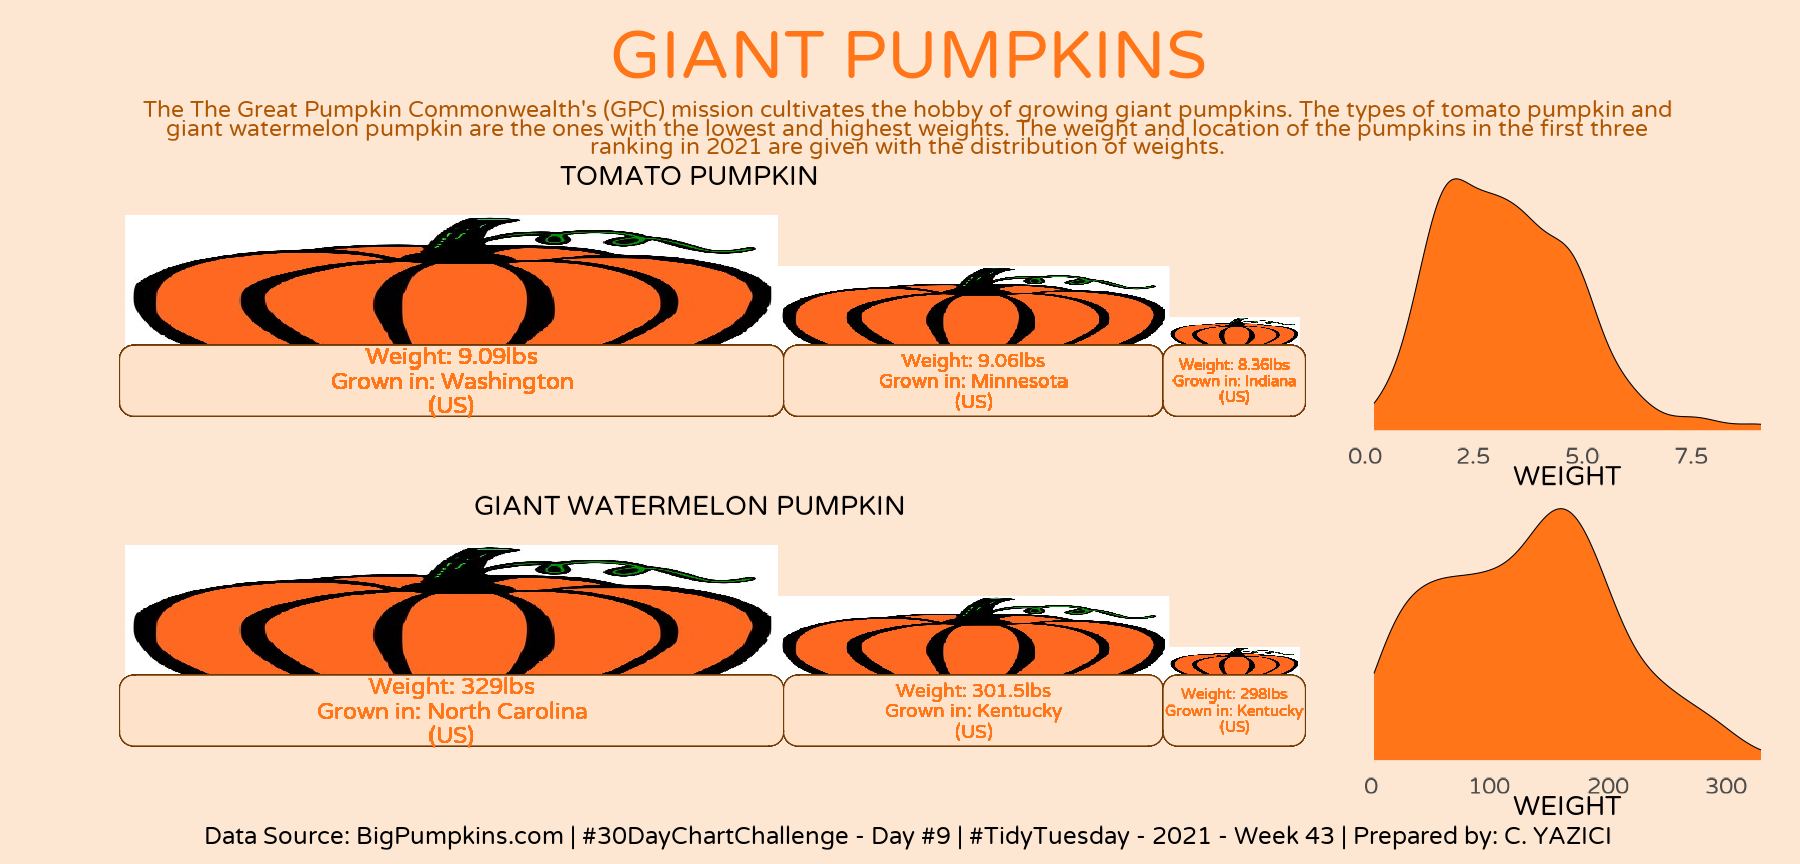 GIANT PUMPKINS
The The Great Pumpkin Commonwealth's (GPC) mission cultivates the hobby of growing giant pumpkins. The types of tomato pumpkin and
giant watermelon pumpkin are the ones with the lowest and highest weights. The weight and location of the pumpkins in the first three
ranking in 2021 are given with the distribution of weights.
TOMATO PUMPKIN
Weight: 9.09lbs
Grown in: Washington
(US)
Weight: 9.06lbs
Grown in: Minnesota
(US)
Weight: 8.36lbs
Grown in: Indiana
(US)
0.0 2.5 5.0 7.5
WEIGHT
GIANT WATERMELON PUMPKIN
Weight: 329lbs
Grown in: North Carolina
(US)
Weight: 301.5lbs
Grown in: Kentucky
(US)
Weight: 298lbs
Grown in: Kentucky
(US)
0 100 200 300
WEIGHT
Data Source: BigPumpkins.com | #30DayChartChallenge - Day #9 | #TidyTuesday - 2021 - Week 43 | Prepared by: C. YAZICI